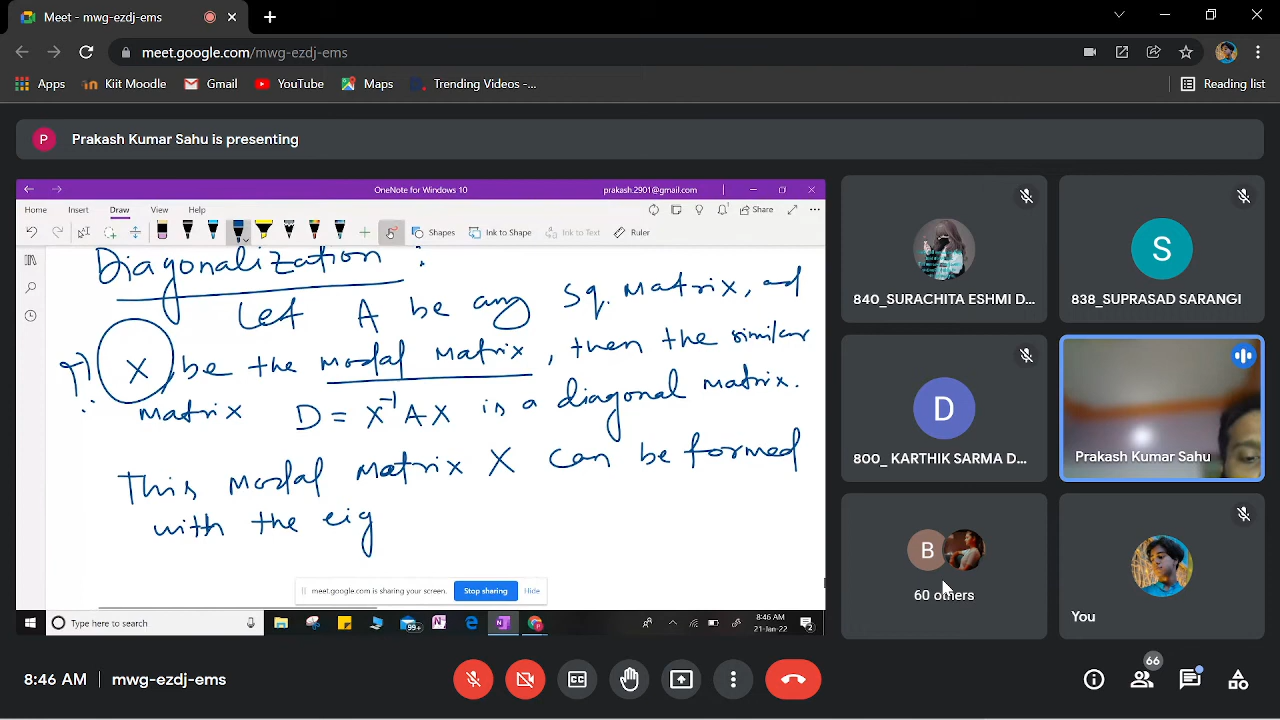 Meet - mwg-ezdj-ems
meet.google.com/mwg-ezdj-ems
Apps Kiit Moodle Gmail YouTube Maps Trending Videos -... Reading list
P Prakash Kumar Sahu is presenting
OneNote for Windows 10 prakash.2901@gmail.com
Home Insert Draw View Help Share
Shapes Ink to Shape Ink to Text Ruler
Diagonalization :
Let A be any sq. matrix, ad
X be the modal matrix, then the similar
matrix D = X⁻¹ A X is a diagonal matrix.
This modal matrix X can be formed
with the eig
meet.google.com is sharing your screen. Stop sharing Hide
Type here to search 99+ 8:46 AM
21-Jan-22 2
840_SURACHITA ESHMI D...
S
838_SUPRASAD SARANGI
D
800_ KARTHIK SARMA D...
Prakash Kumar Sahu
B
60 others
You
8:46 AM mwg-ezdj-ems 66